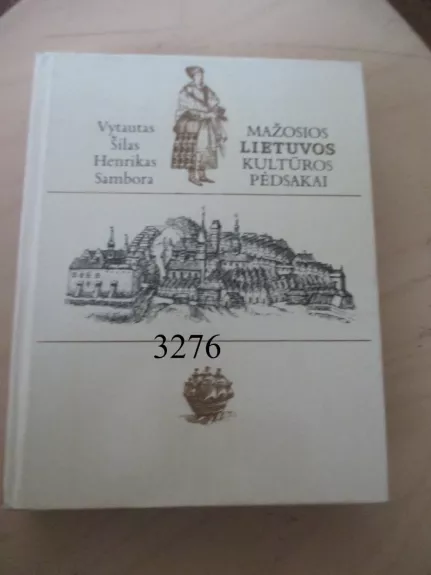 Vytautas
Šilas
Henrikas
Sambora
MAŽOSIOS
LIETUVOS
KULTŪROS
PĖDSAKAI
3276